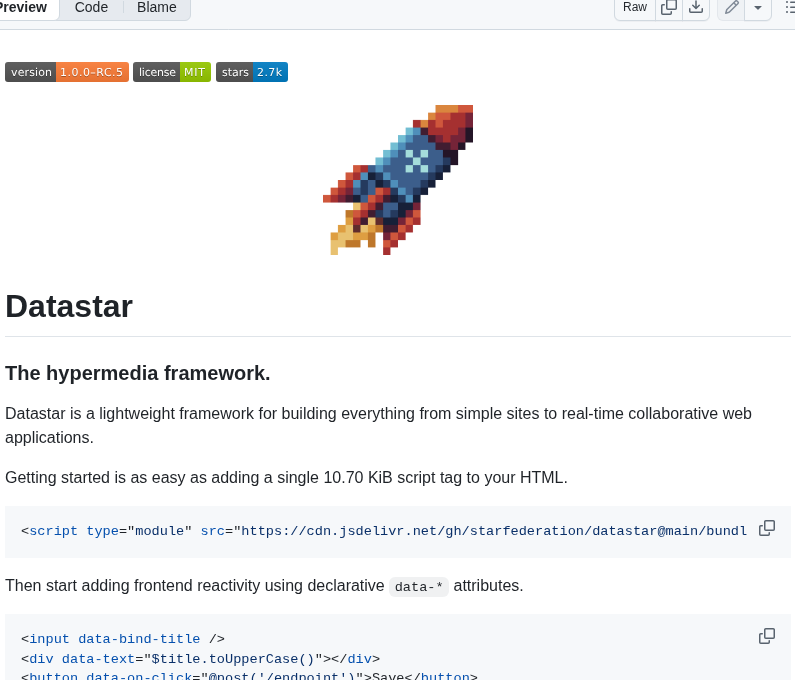 Preview Code Blame Raw
version 1.0.0-RC.5 license MIT stars 2.7k
Datastar
The hypermedia framework.
Datastar is a lightweight framework for building everything from simple sites to real-time collaborative web
applications.
Getting started is as easy as adding a single 10.70 KiB script tag to your HTML.
<script type="module" src="https://cdn.jsdelivr.net/gh/starfederation/datastar@main/bundl
Then start adding frontend reactivity using declarative data-* attributes.
<input data-bind-title />
<div data-text="$title.toUpperCase()"></div>
<button data-on-click="@post('/endpoint')">Save</button>